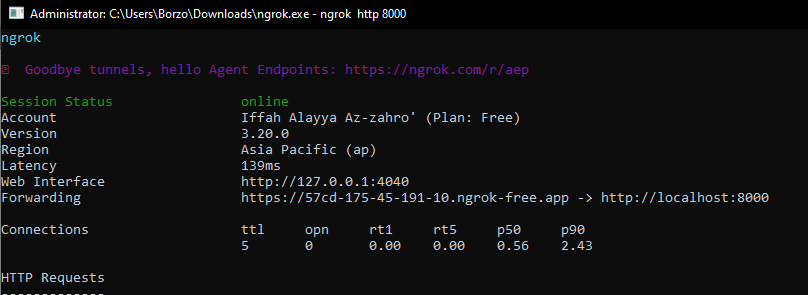 Administrator: C:\Users\Borzo\Downloads\ngrok.exe - ngrok http 8000
ngrok
Goodbye tunnels, hello Agent Endpoints: https://ngrok.com/r/aep
Session Status online
Account Iffah Alayya Az-zahro' (Plan: Free)
Version 3.20.0
Region Asia Pacific (ap)
Latency 139ms
Web Interface http://127.0.0.1:4040
Forwarding https://57cd-175-45-191-10.ngrok-free.app -> http://localhost:8000
Connections ttl opn rt1 rt5 p50 p90
5 0 0.00 0.00 0.56 2.43
HTTP Requests
-------------